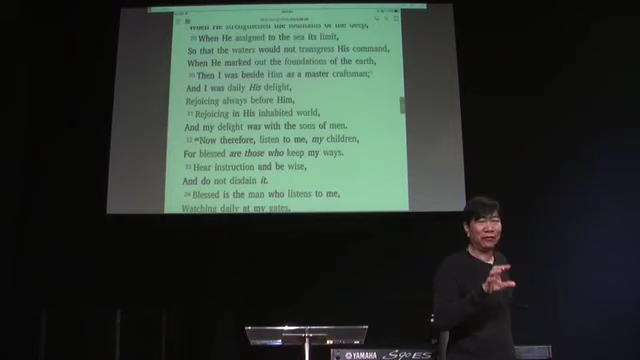 When He strengthened the fountains of the deep,
29 When He assigned to the sea its limit,
So that the waters would not transgress His command,
When He marked out the foundations of the earth,
30 Then I was beside Him as a master craftsman;
And I was daily His delight,
Rejoicing always before Him,
31 Rejoicing in His inhabited world,
And my delight was with the sons of men.
32 "Now therefore, listen to me, my children,
For blessed are those who keep my ways.
33 Hear instruction and be wise,
And do not disdain it.
34 Blessed is the man who listens to me,
Watching daily at my gates,
YAMAHA S90ES